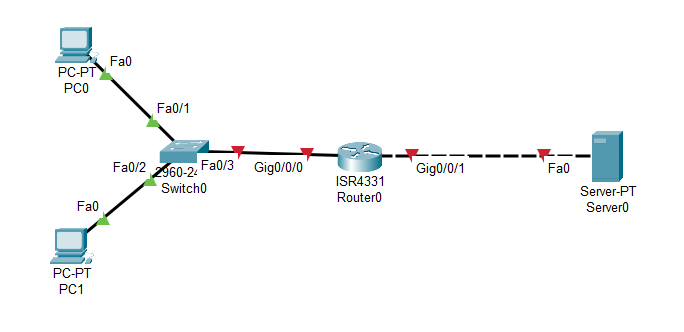 Fa0
PC-PT
PC0
Fa0/1
Fa0/2
Fa0/3
2960-24
Switch0
Gig0/0/0
ISR4331
Router0
Gig0/0/1
Fa0
Server-PT
Server0
Fa0
PC-PT
PC1